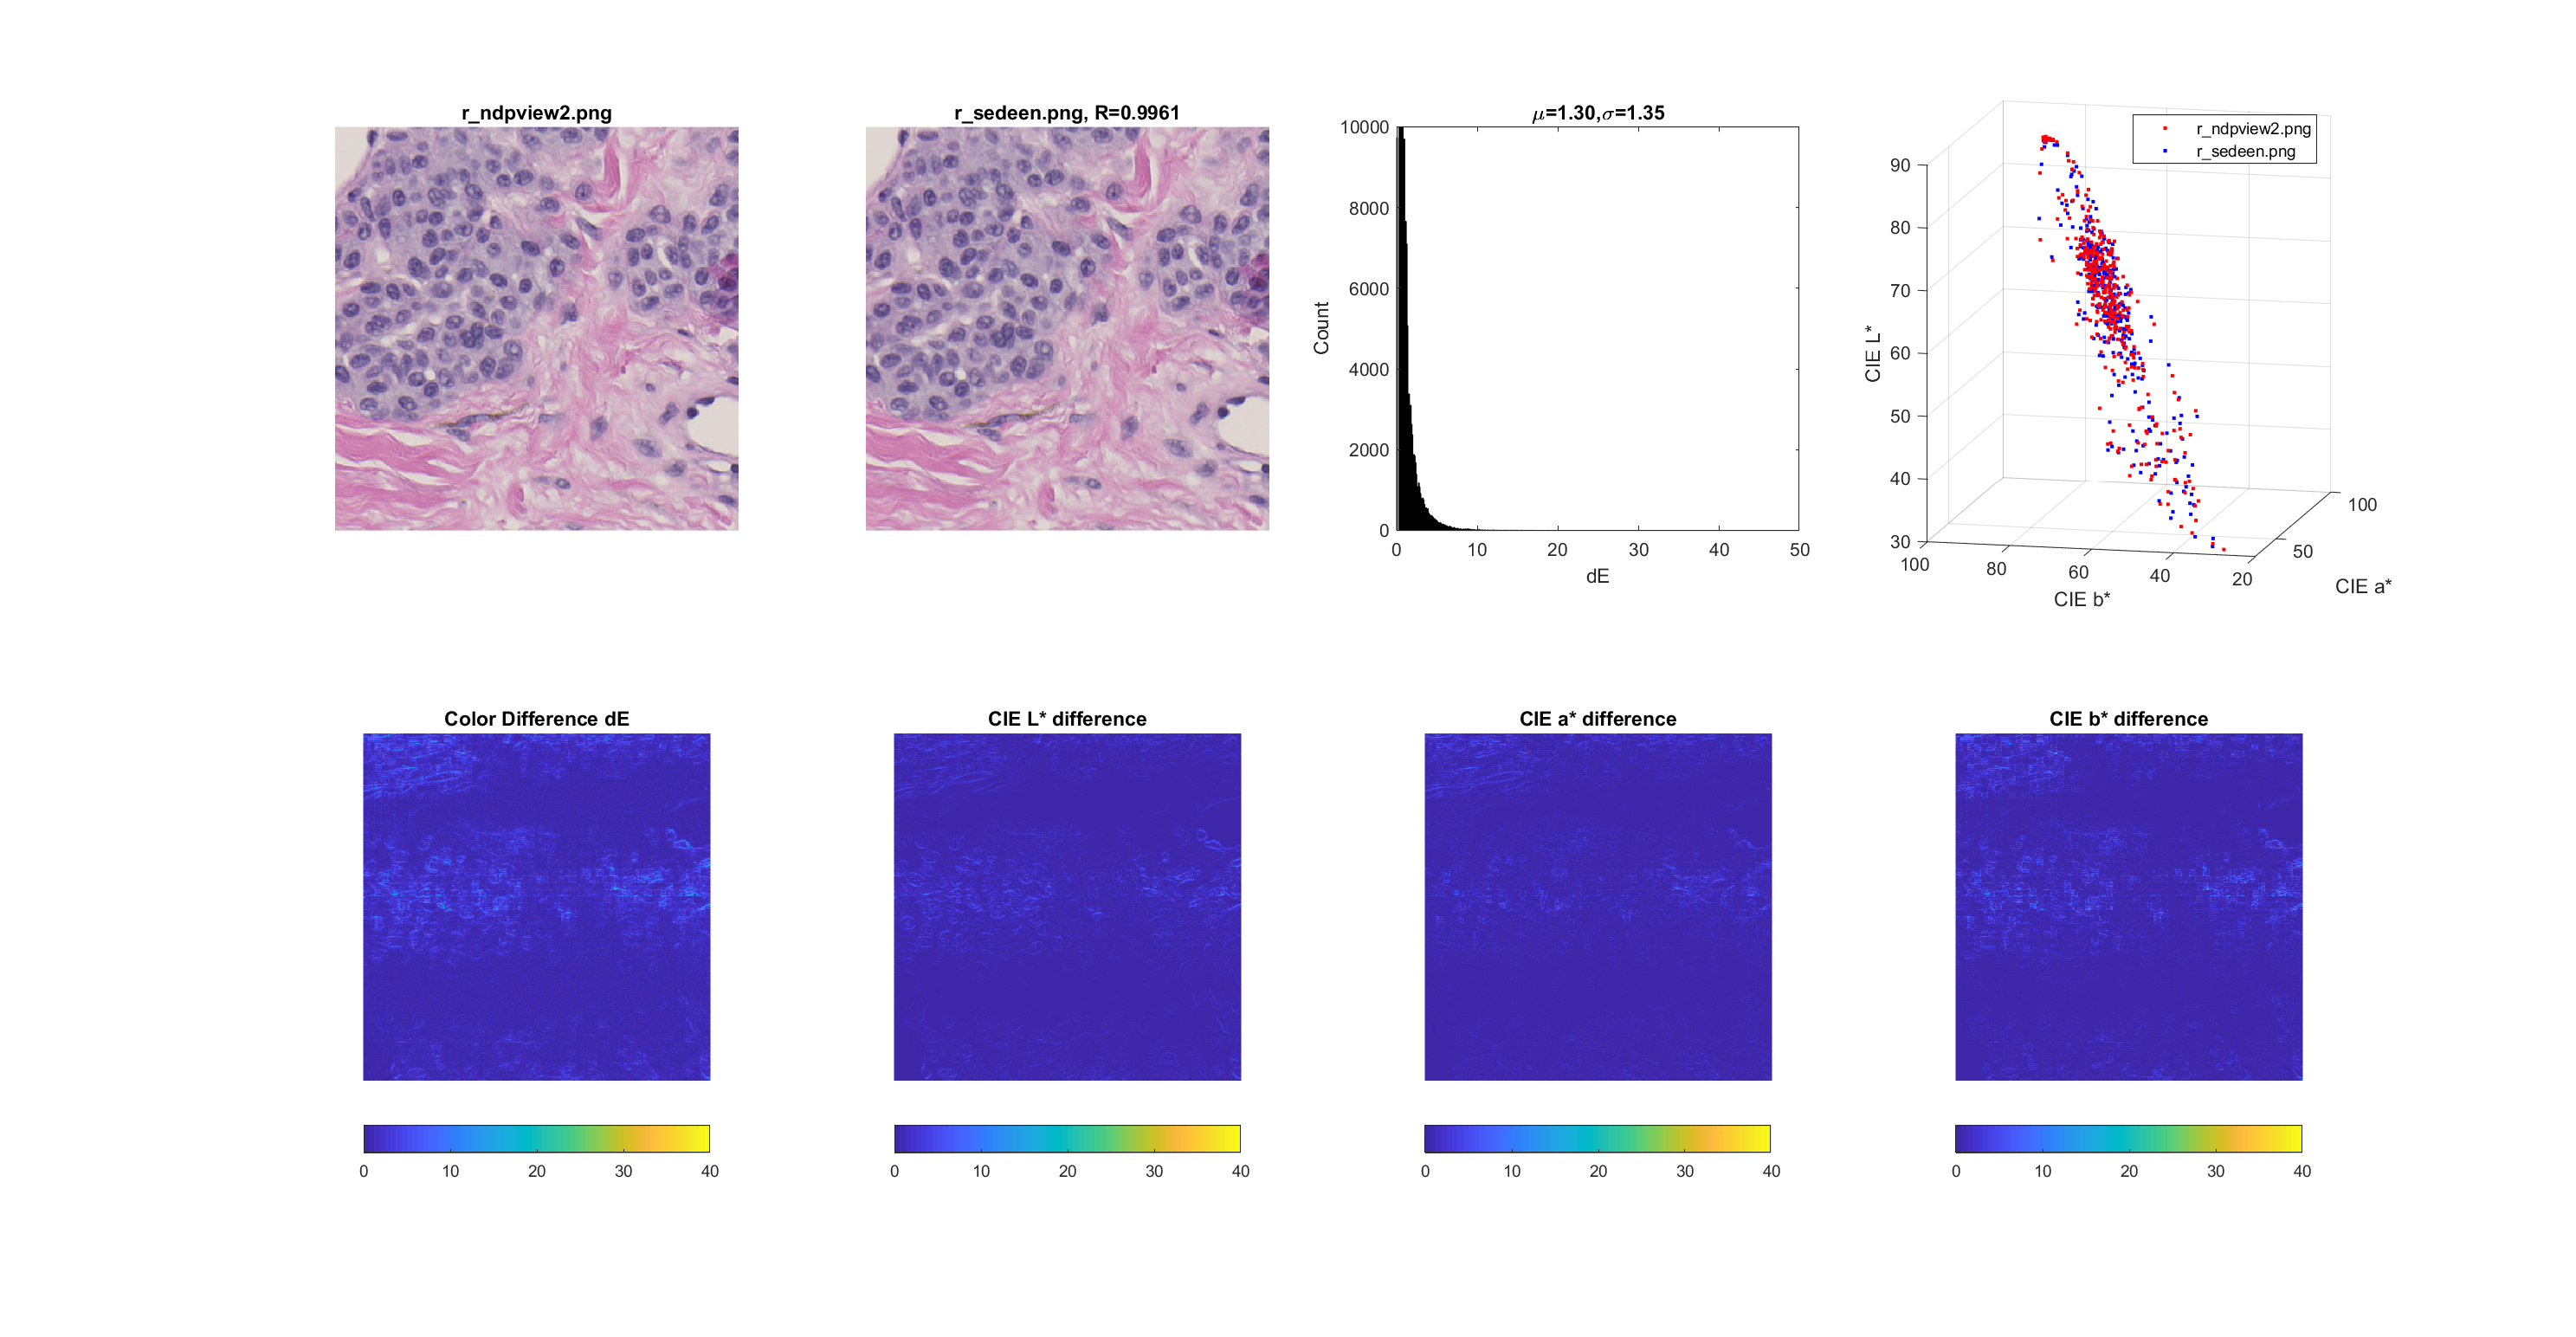 r_ndpview2.png
r_sedeen.png, R=0.9961
μ=1.30,σ=1.35
10000
8000
6000
4000
2000
0
Count
0 10 20 30 40 50
dE
r_ndpview2.png
r_sedeen.png
90
80
70
60
50
40
30
CIE L*
100 80 60 40 20
CIE b*
100
50
CIE a*
Color Difference dE
0 10 20 30 40
CIE L* difference
0 10 20 30 40
CIE a* difference
0 10 20 30 40
CIE b* difference
0 10 20 30 40